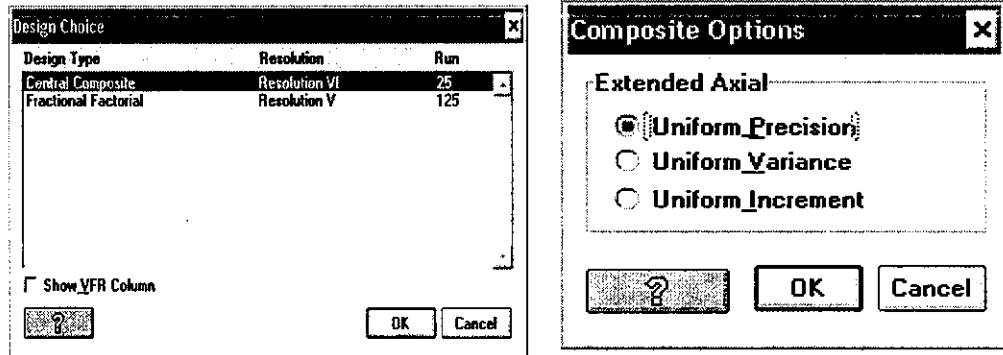 Design Choice
Design Type Resolution Run
Central Composite Resolution VI 25
Fractional Factorial Resolution V 125
Show VFR Column
?
OK Cancel
Composite Options
Extended Axial
Uniform Precision
Uniform Variance
Uniform Increment
?
OK Cancel